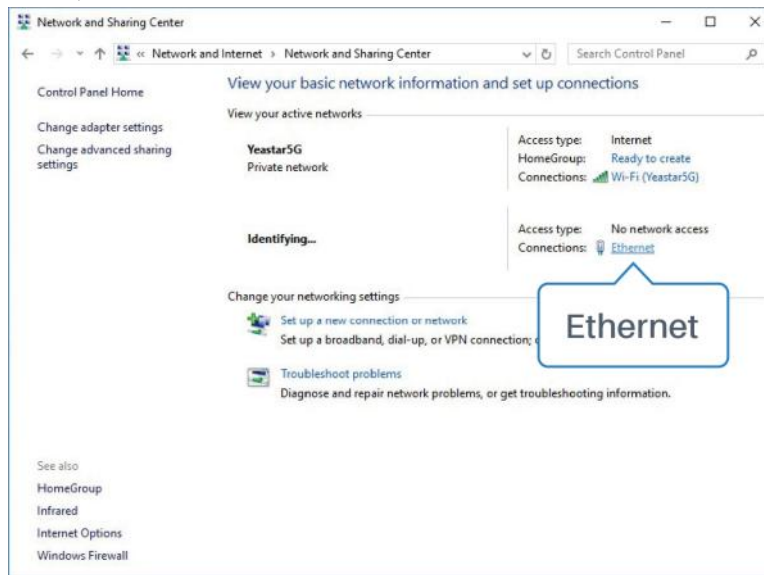 Network and Sharing Center
« Network and Internet › Network and Sharing Center
Search Control Panel
Control Panel Home
Change adapter settings
Change advanced sharing
settings
View your basic network information and set up connections
View your active networks
Yeastar5G
Private network
Access type: Internet
HomeGroup: Ready to create
Connections: Wi-Fi (Yeastar5G)
Identifying...
Access type: No network access
Connections: Ethernet
Ethernet
Change your networking settings
Set up a new connection or network
Set up a broadband, dial-up, or VPN connection;
Troubleshoot problems
Diagnose and repair network problems, or get troubleshooting information.
See also
HomeGroup
Infrared
Internet Options
Windows Firewall